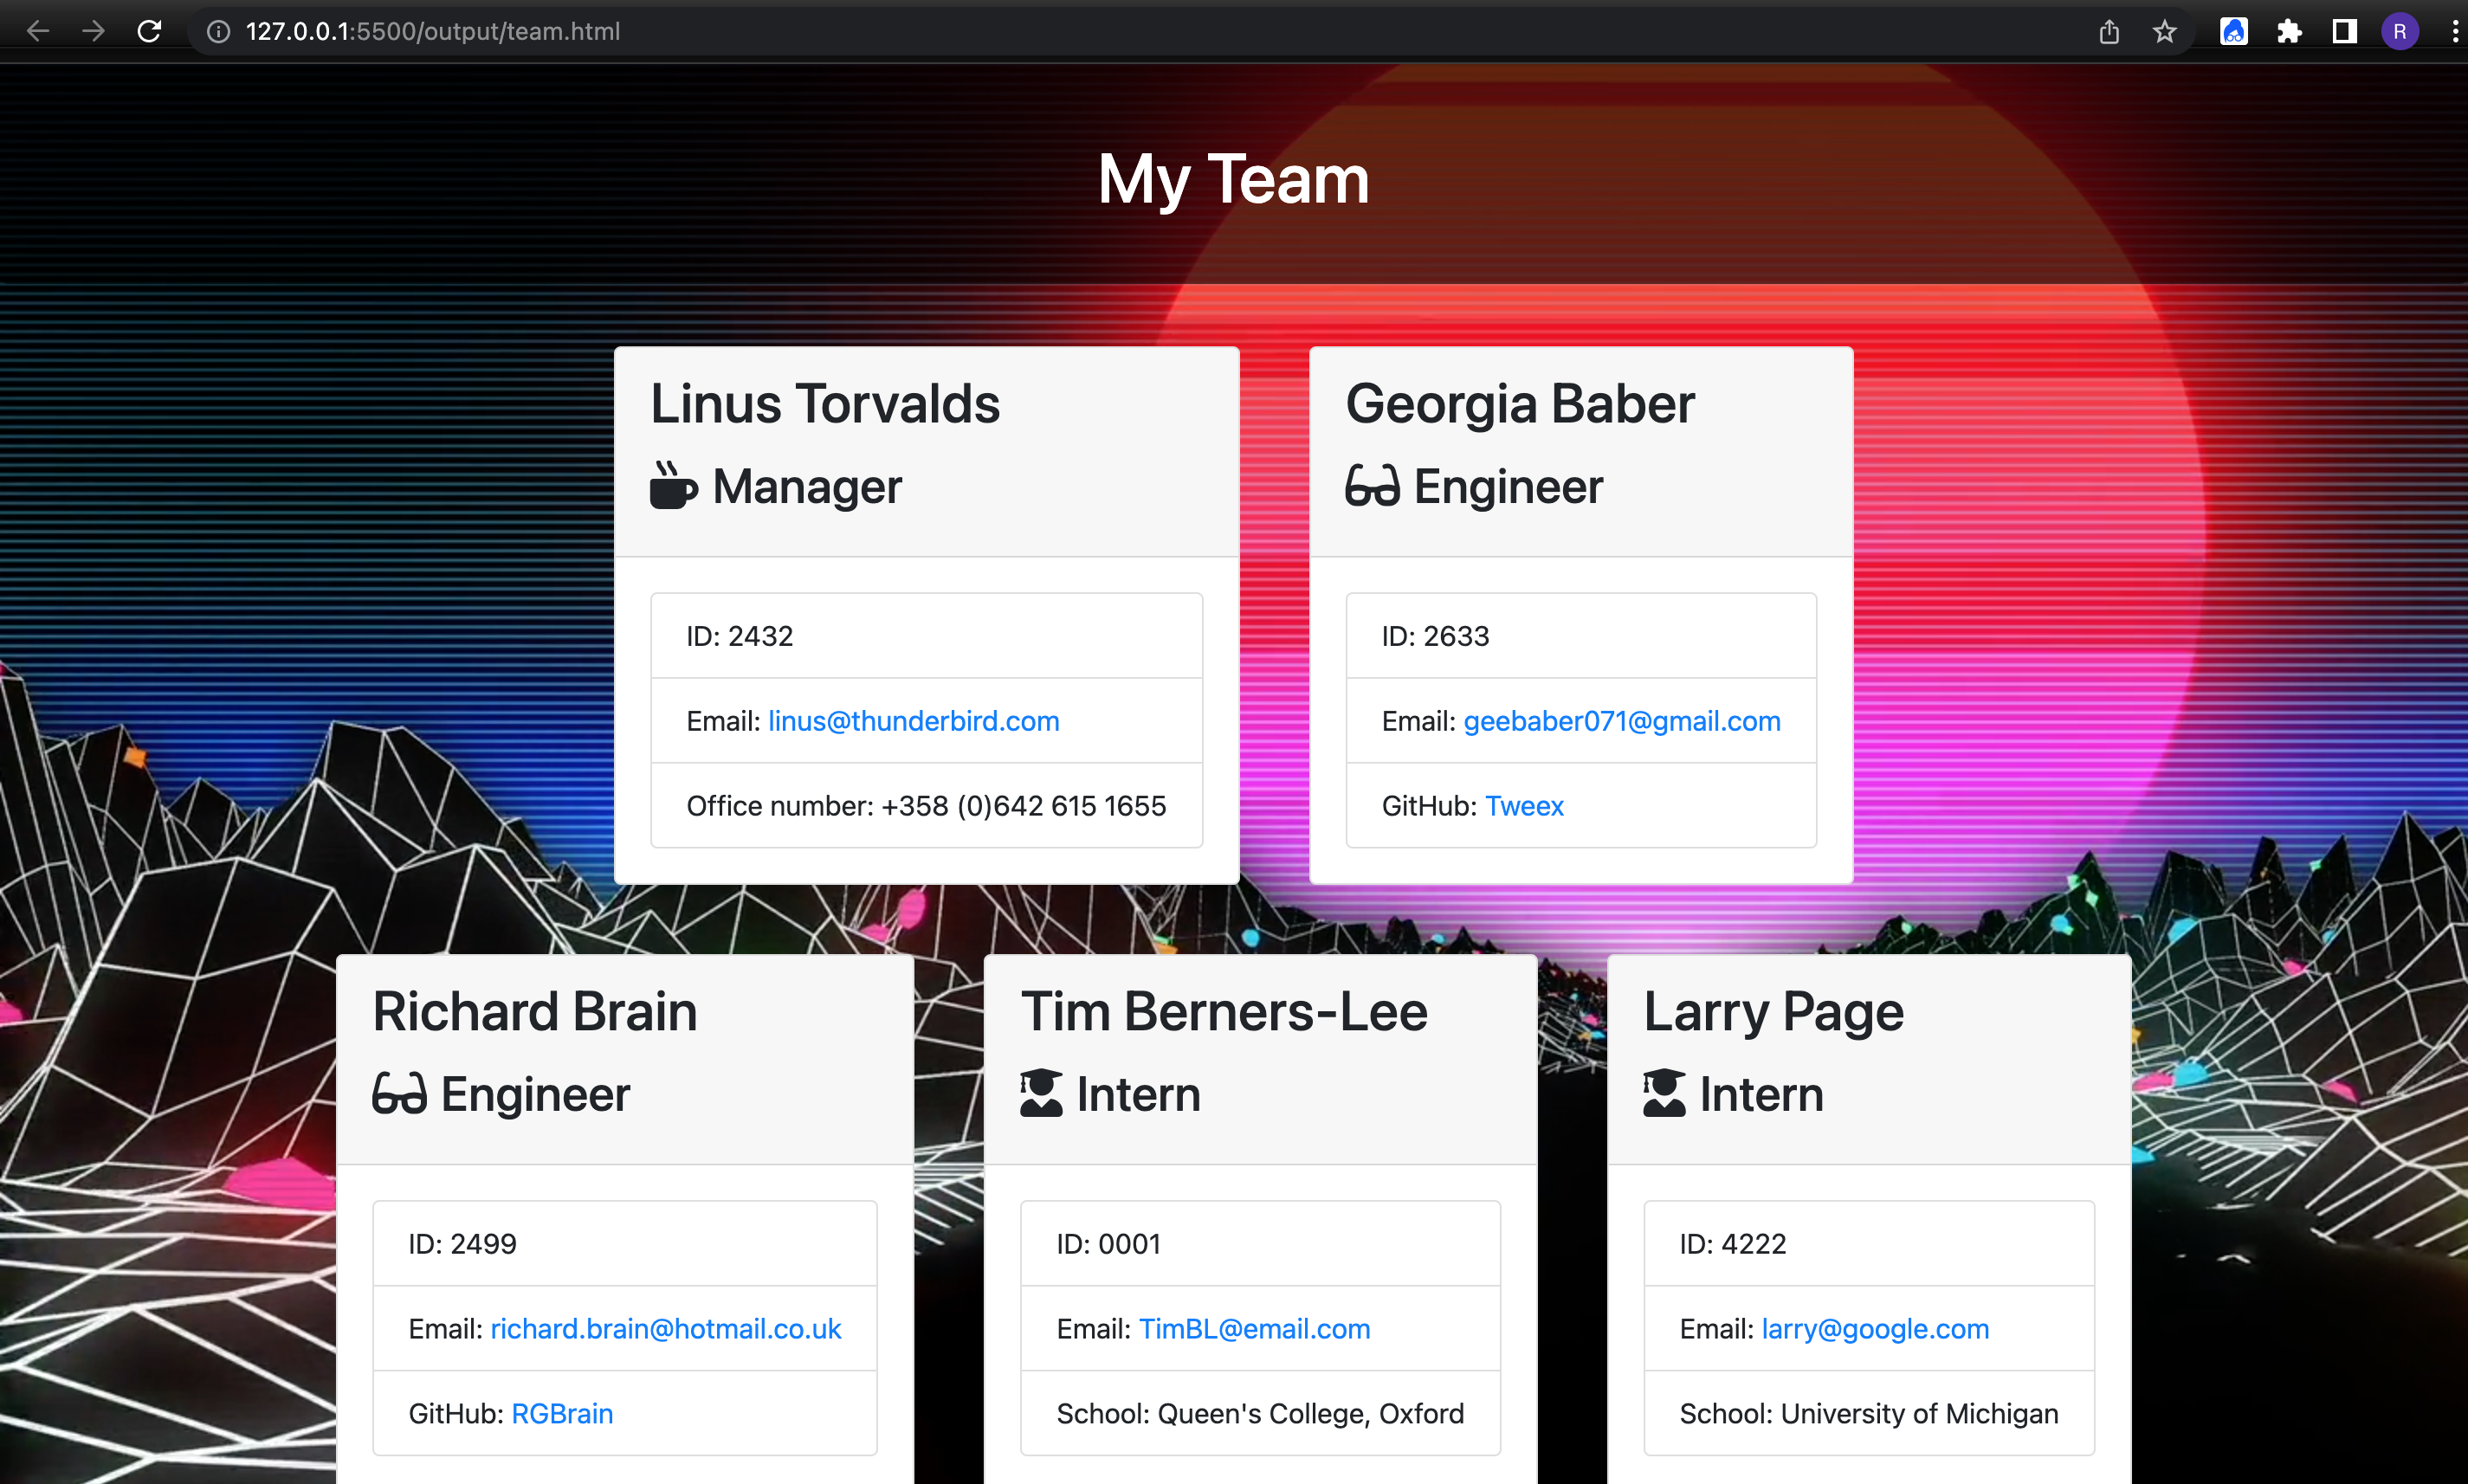 127.0.0.1:5500/output/team.html
R
My Team
Linus Torvalds
Manager
ID: 2432
Email: linus@thunderbird.com
Office number: +358 (0)642 615 1655
Georgia Baber
Engineer
ID: 2633
Email: geebaber071@gmail.com
GitHub: Tweex
Richard Brain
Engineer
ID: 2499
Email: richard.brain@hotmail.co.uk
GitHub: RGBrain
Tim Berners-Lee
Intern
ID: 0001
Email: TimBL@email.com
School: Queen's College, Oxford
Larry Page
Intern
ID: 4222
Email: larry@google.com
School: University of Michigan